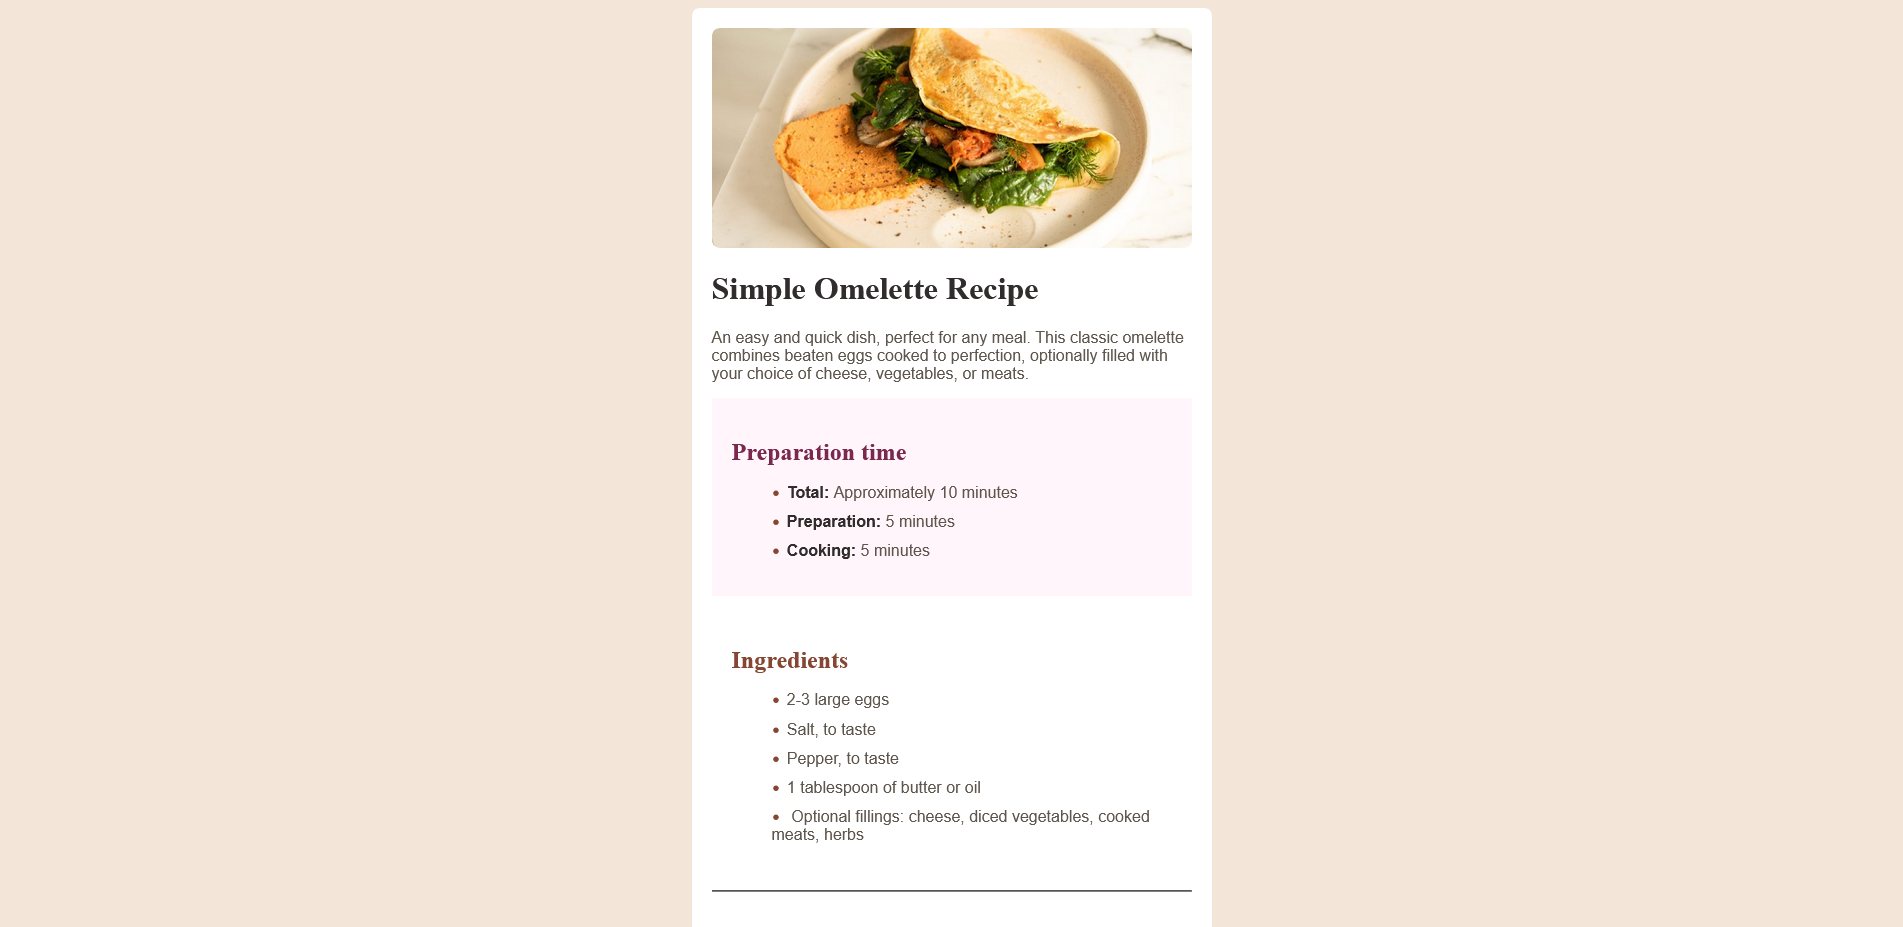 Simple Omelette Recipe
An easy and quick dish, perfect for any meal. This classic omelette
combines beaten eggs cooked to perfection, optionally filled with
your choice of cheese, vegetables, or meats.
Preparation time
• Total: Approximately 10 minutes
• Preparation: 5 minutes
• Cooking: 5 minutes
Ingredients
• 2-3 large eggs
• Salt, to taste
• Pepper, to taste
• 1 tablespoon of butter or oil
• Optional fillings: cheese, diced vegetables, cooked
meats, herbs